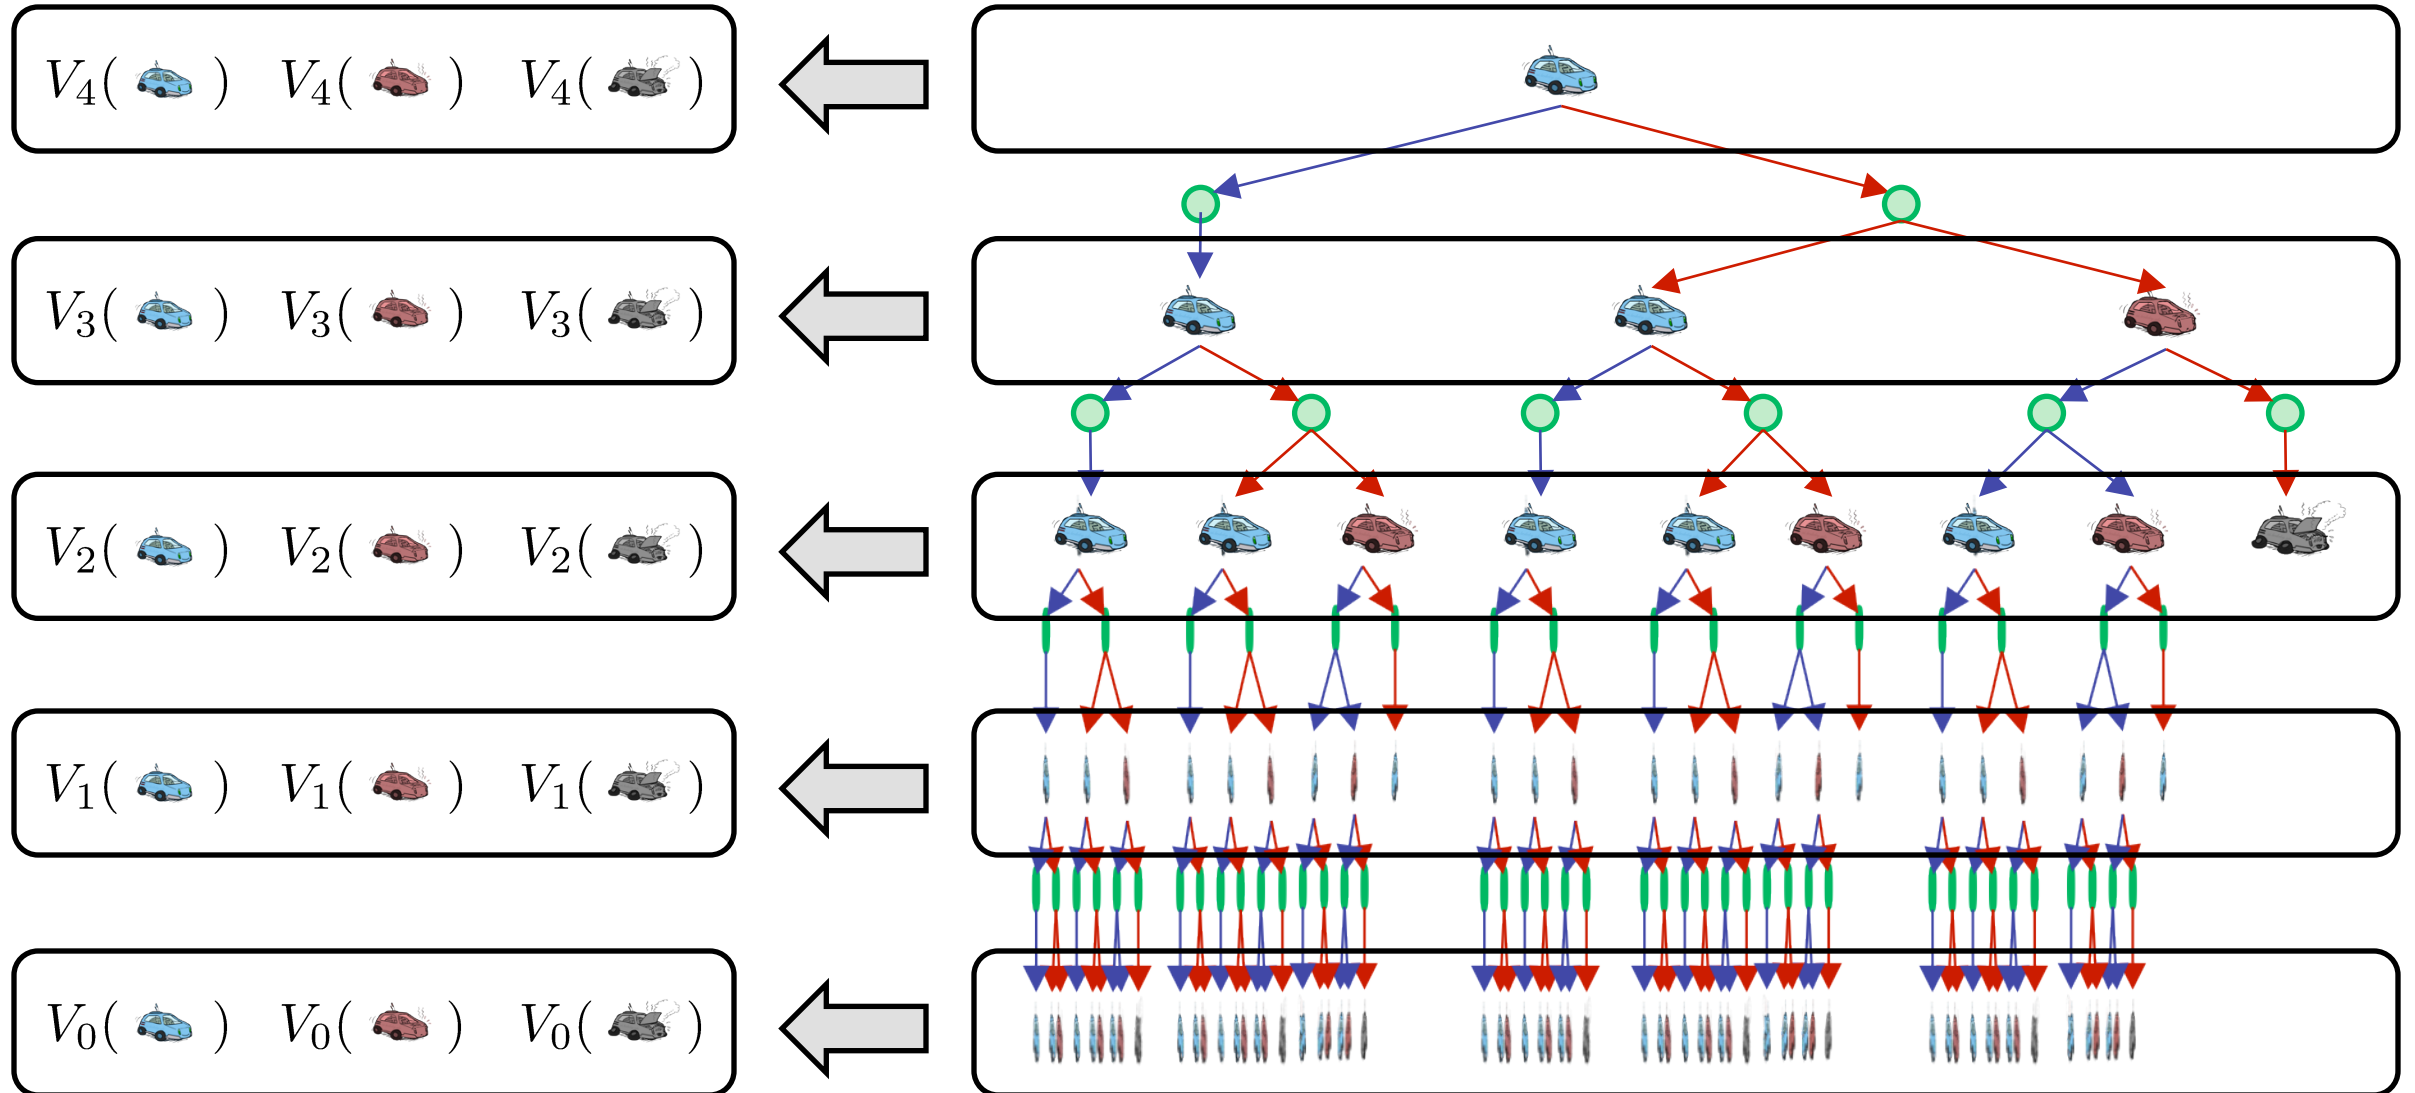 V₄( ) V₄( ) V₄( )
V₃( ) V₃( ) V₃( )
V₂( ) V₂( ) V₂( )
V₁( ) V₁( ) V₁( )
V₀( ) V₀( ) V₀( )